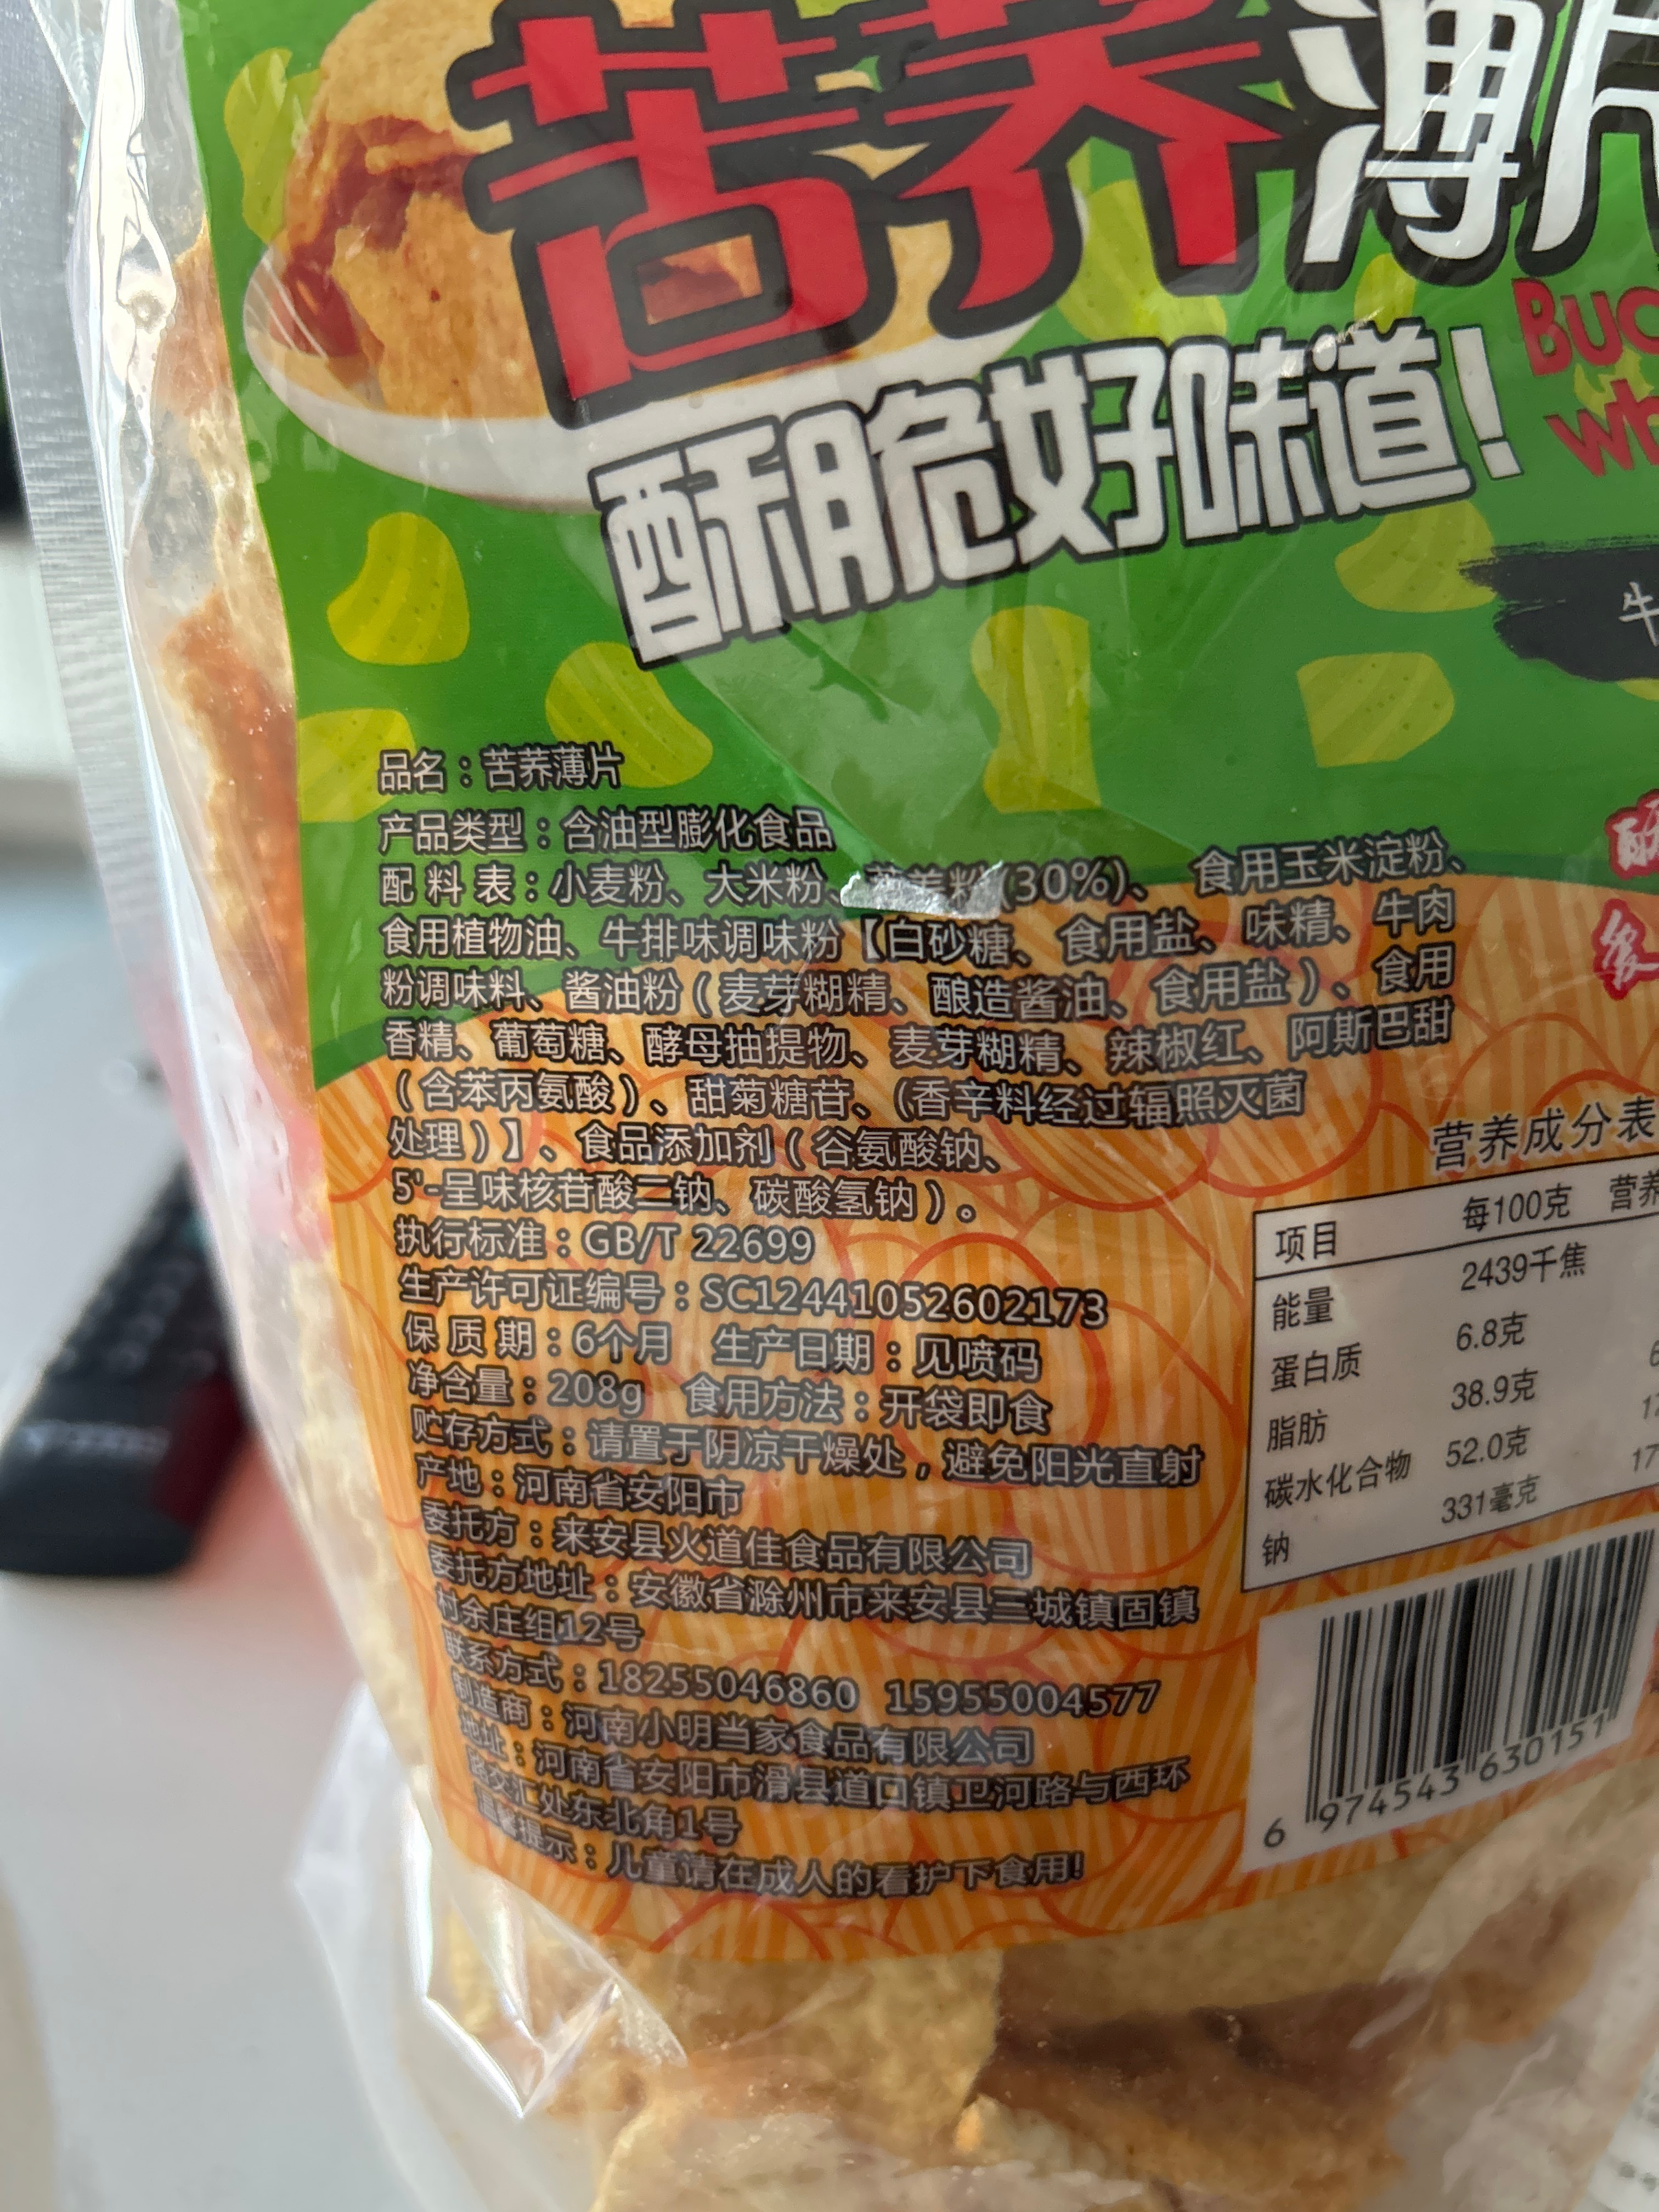 苦荞薄片
Buc
wh
酥脆好味道！
牛
品名：苦荞薄片
产品类型：含油型膨化食品
配料表：小麦粉、大米粉、(30%)、食用玉米淀粉、
食用植物油、牛排味调味粉【白砂糖、食用盐、味精、牛肉
粉调味料、酱油粉（麦芽糊精、酿造酱油、食用盐）、食用
香精、葡萄糖、酵母抽提物、麦芽糊精、辣椒红、阿斯巴甜
（含苯丙氨酸）、甜菊糖苷、（香辛料经过辐照灭菌
处理）】、食品添加剂（谷氨酸钠、
5'-呈味核苷酸二钠、碳酸氢钠）。
执行标准：GB/T 22699
生产许可证编号：SC12441052602173
保质期：6个月 生产日期：见喷码
净含量：208g 食用方法：开袋即食
贮存方式：请置于阴凉干燥处，避免阳光直射
产地：河南省安阳市
委托方：来安县火道佳食品有限公司
委托方地址：安徽省滁州市来安县三城镇固镇
村余庄组12号
联系方式：18255046860 15955004577
制造商：河南小明当家食品有限公司
地址：河南省安阳市滑县道口镇卫河路与西环
路交汇处东北角1号
温馨提示：儿童请在成人的看护下食用!
营养成分表
项目 每100克 营养
能量 2439千焦
蛋白质 6.8克
脂肪 38.9克
碳水化合物 52.0克
钠 331毫克
6 974543 630151